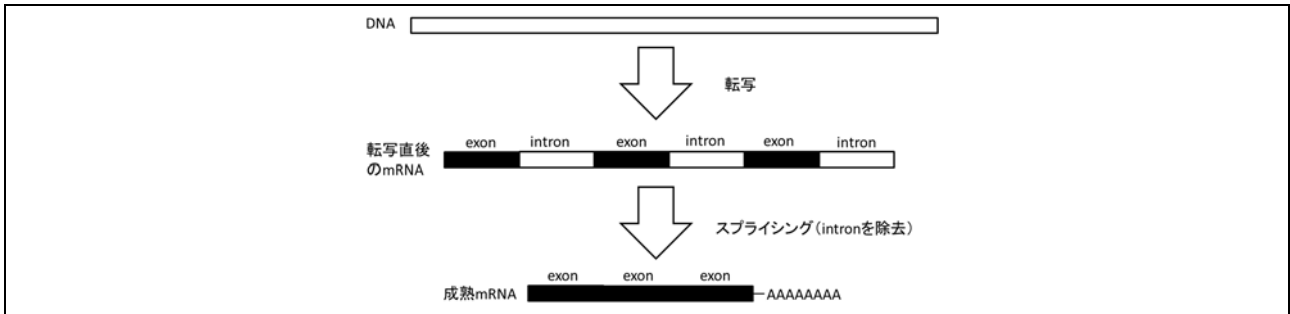 DNA
転写
exon intron exon intron exon intron
転写直後
のmRNA
スプライシング(intronを除去)
exon exon exon
成熟mRNA
AAAAAAAA